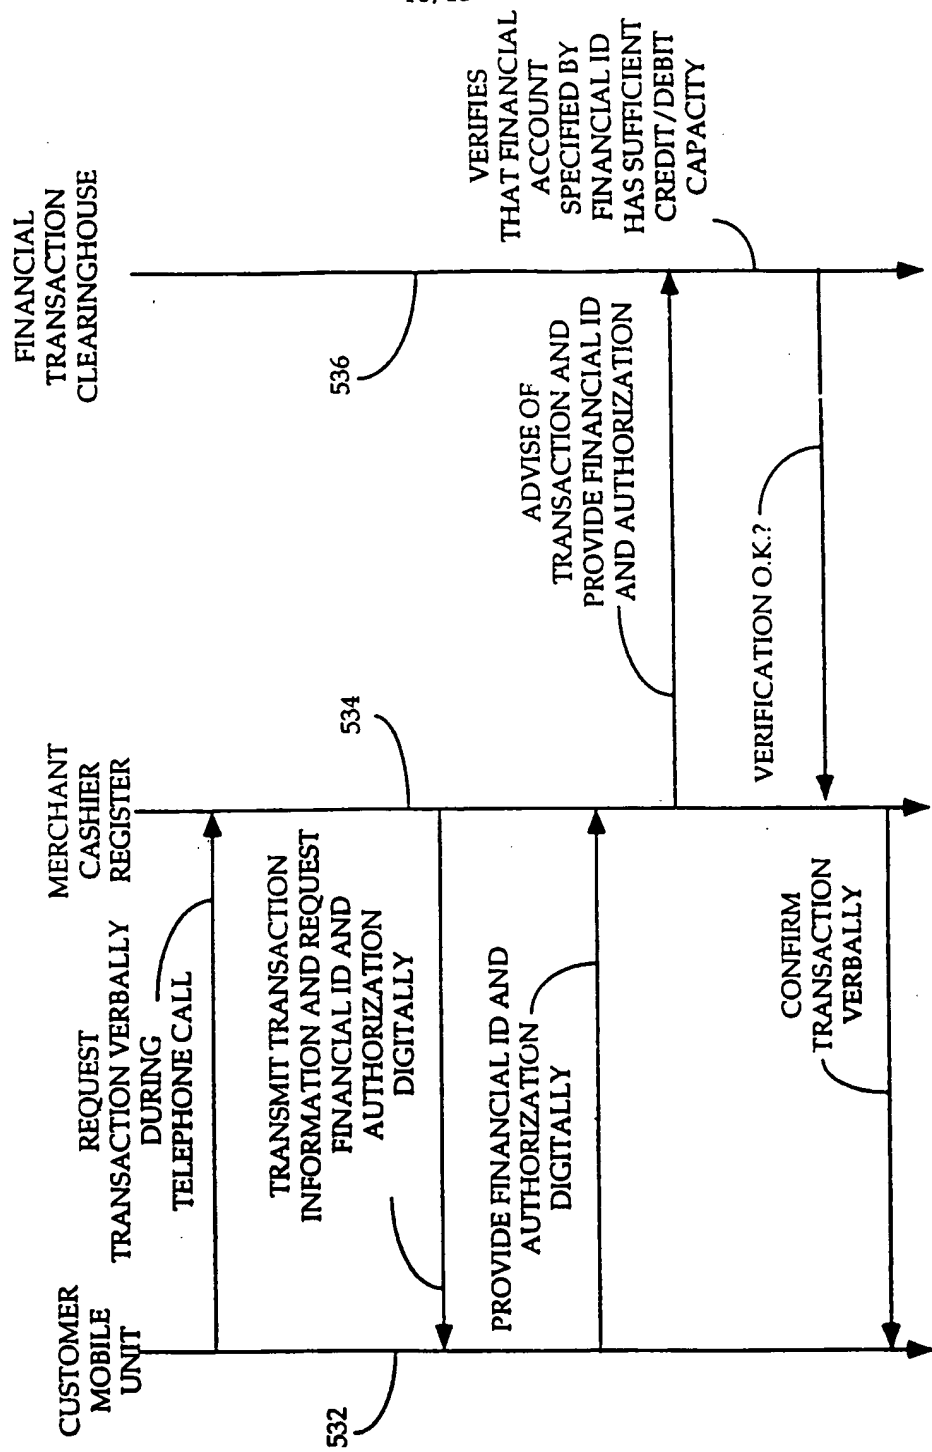 CUSTOMER
MOBILE
UNIT
MERCHANT
CASHIER
REGISTER
FINANCIAL
TRANSACTION
CLEARINGHOUSE
REQUEST
TRANSACTION VERBALLY
DURING
TELEPHONE CALL
532
534
536
TRANSMIT TRANSACTION
INFORMATION AND REQUEST
FINANCIAL ID AND
AUTHORIZATION
DIGITALLY
PROVIDE FINANCIAL ID AND
AUTHORIZATION
DIGITALLY
ADVISE OF
TRANSACTION AND
PROVIDE FINANCIAL ID
AND AUTHORIZATION
VERIFIES
THAT FINANCIAL
ACCOUNT
SPECIFIED BY
FINANCIAL ID
HAS SUFFICIENT
CREDIT/DEBIT
CAPACITY
VERIFICATION O.K.?
CONFIRM
TRANSACTION
VERBALLY